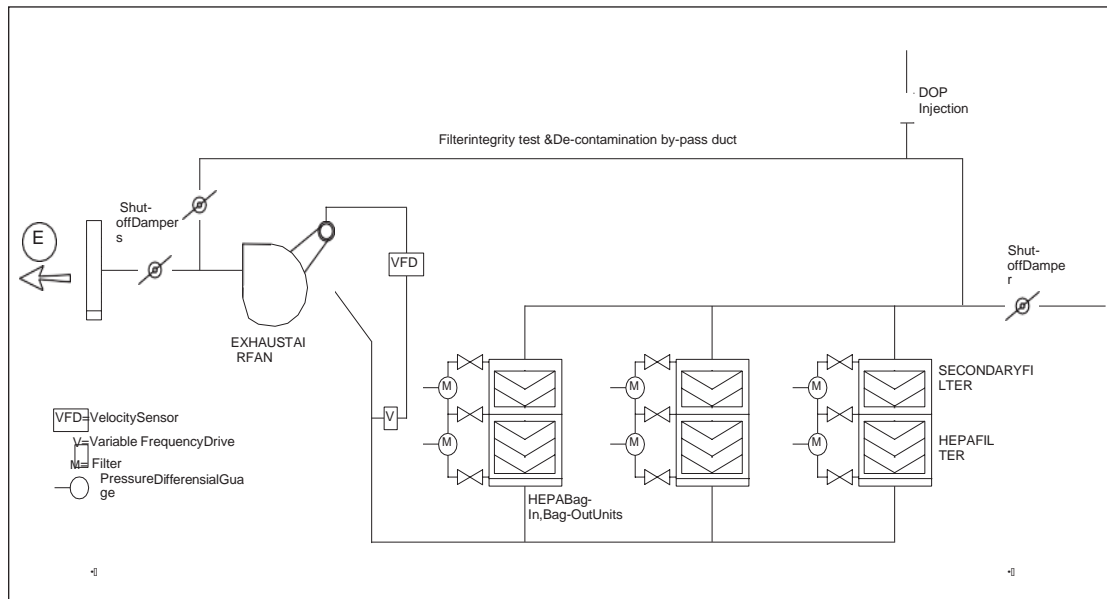 DOP
Injection
Filterintegrity test &De-contamination by-pass duct
Shut-
offDamper
s
E
VFD
Shut-
offDampe
r
EXHAUSTAI
RFAN
SECONDARYFI
LTER
M
M
M
V
M
M
M
HEPAFIL
TER
VFD=VelocitySensor
V=Variable FrequencyDrive
M= Filter
PressureDifferensialGua
ge
HEPABag-
In,Bag-OutUnits